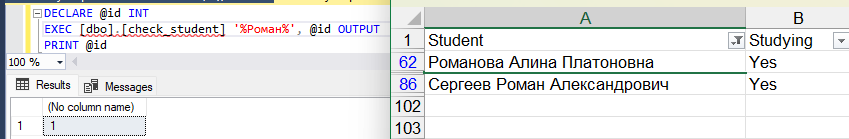 DECLARE @id INT
EXEC [dbo].[check_student] '%Роман%', @id OUTPUT
PRINT @id
100 %
Results Messages
(No column name)
1 1
A B
1 Student Studying
62 Романова Алина Платоновна Yes
86 Сергеев Роман Александрович Yes
102
103